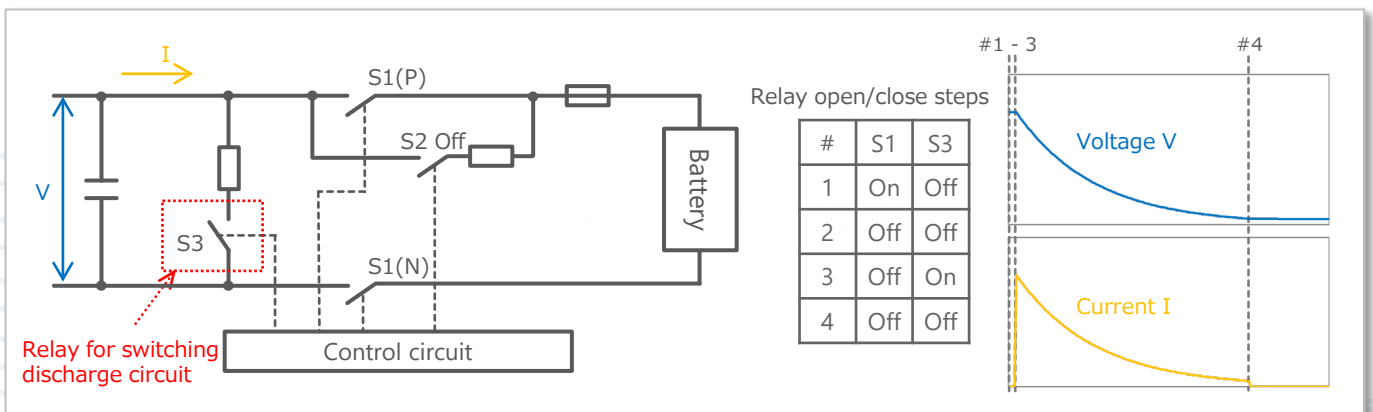 I
S1(P)
S2 Off
V
S3
Battery
S1(N)
Control circuit
Relay for switching
discharge circuit
Relay open/close steps
# S1 S3
1 On Off
2 Off Off
3 Off On
4 Off Off
#1 - 3 #4
Voltage V
Current I